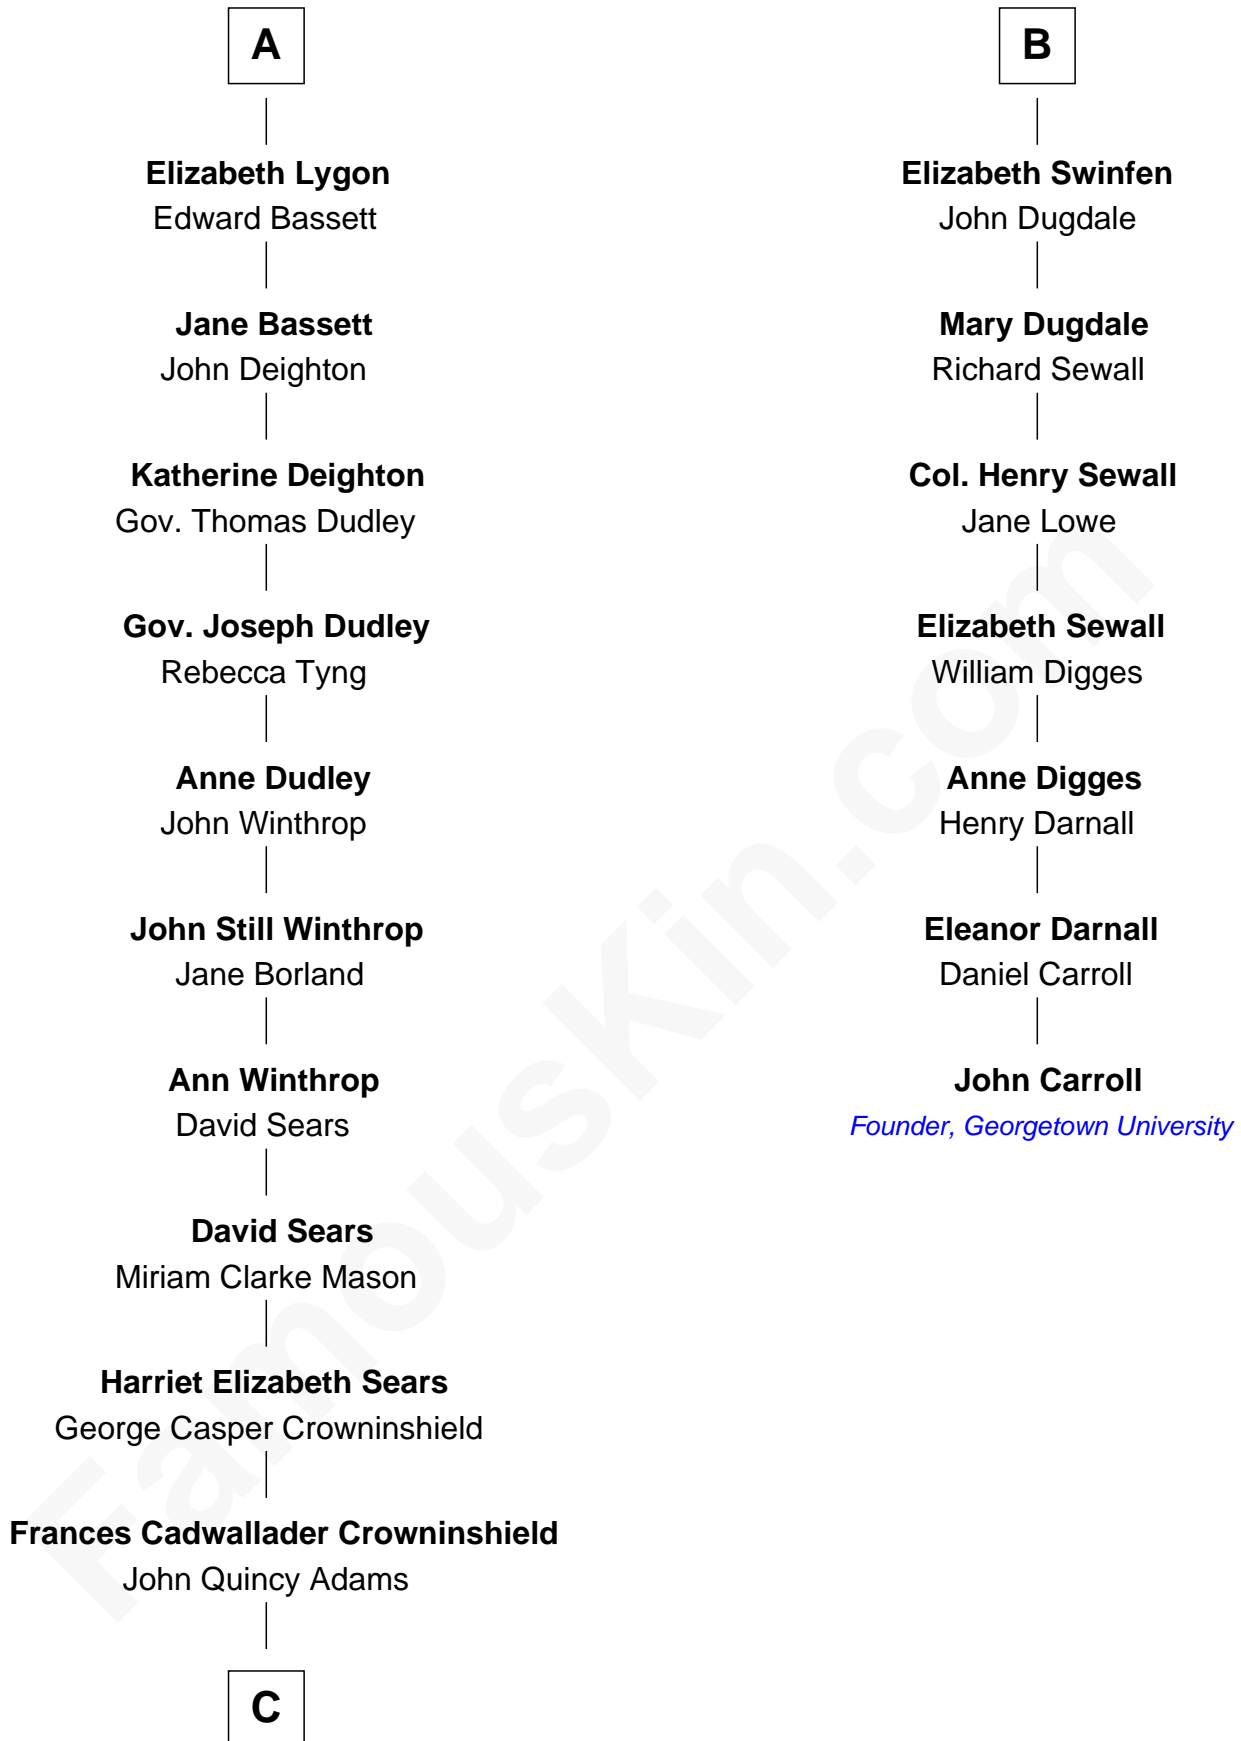 A
Elizabeth Lygon
Edward Bassett
Jane Bassett
John Deighton
Katherine Deighton
Gov. Thomas Dudley
Gov. Joseph Dudley
Rebecca Tyng
Anne Dudley
John Winthrop
John Still Winthrop
Jane Borland
Ann Winthrop
David Sears
David Sears
Miriam Clarke Mason
Harriet Elizabeth Sears
George Casper Crowninshield
Frances Cadwallader Crowninshield
John Quincy Adams
C
B
Elizabeth Swinfen
John Dugdale
Mary Dugdale
Richard Sewall
Col. Henry Sewall
Jane Lowe
Elizabeth Sewall
William Digges
Anne Digges
Henry Darnall
Eleanor Darnall
Daniel Carroll
John Carroll
Founder, Georgetown University
FamousKin.com